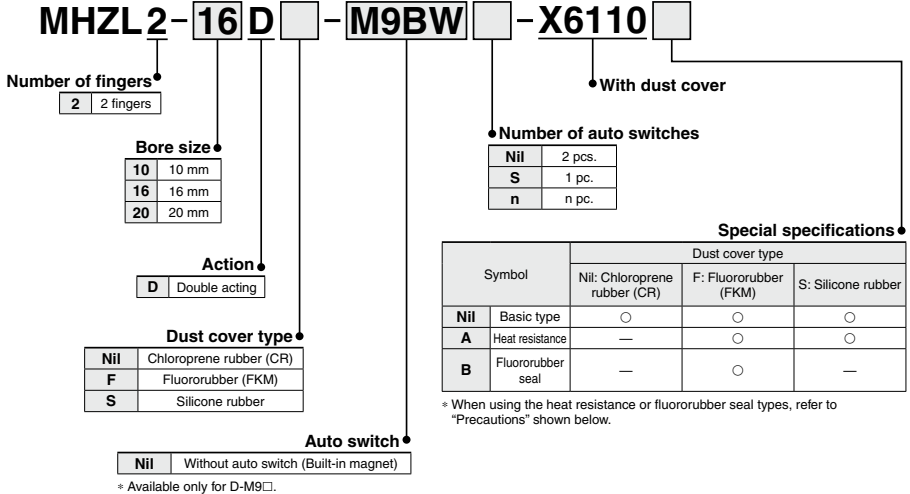 MHZL2-16D□-M9BW□-X6110□
Number of fingers
2 2 fingers
With dust cover
Number of auto switches
Nil 2 pcs.
S 1 pc.
n n pc.
Bore size
10 10 mm
16 16 mm
20 20 mm
Action
D Double acting
Dust cover type
Nil Chloroprene rubber (CR)
F Fluororubber (FKM)
S Silicone rubber
Auto switch
Nil Without auto switch (Built-in magnet)
∗ Available only for D-M9□.
Special specifications
Symbol
Dust cover type
Nil: Chloroprene
rubber (CR)
F: Fluororubber
(FKM)
S: Silicone rubber
Nil Basic type ○ ○ ○
A Heat resistance — ○ ○
B Fluororubber
seal — ○ —
∗ When using the heat resistance or fluororubber seal types, refer to
“Precautions” shown below.